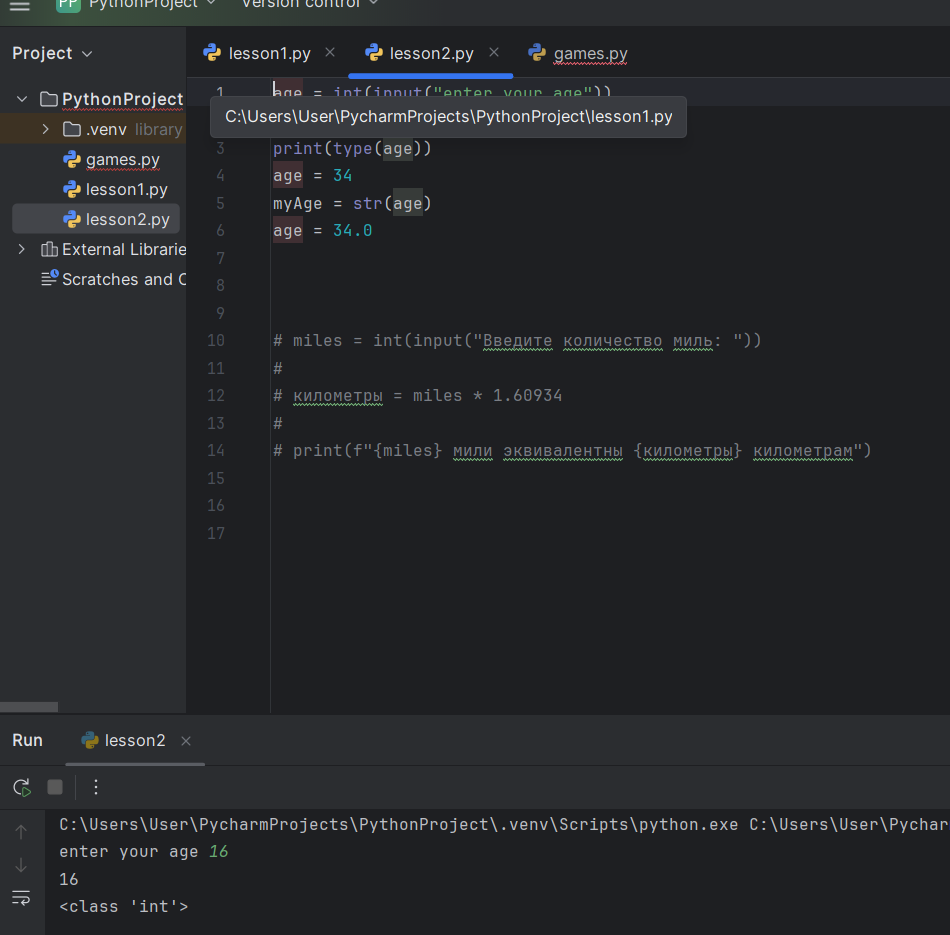 PP PythonProject Version control
Project
lesson1.py lesson2.py games.py
PythonProject
.venv library
games.py
lesson1.py
lesson2.py
External Librarie
Scratches and C
1 age = int(input("enter your age"))
C:\Users\User\PycharmProjects\PythonProject\lesson1.py
3 print(type(age))
4 age = 34
5 myAge = str(age)
6 age = 34.0
7
8
9
10 # miles = int(input("Введите количество миль: "))
11 #
12 # километры = miles * 1.60934
13 #
14 # print(f"{miles} мили эквивалентны {километры} километрам")
15
16
17
Run lesson2
C:\Users\User\PycharmProjects\PythonProject\.venv\Scripts\python.exe C:\Users\User\Pychar
enter your age 16
16
<class 'int'>